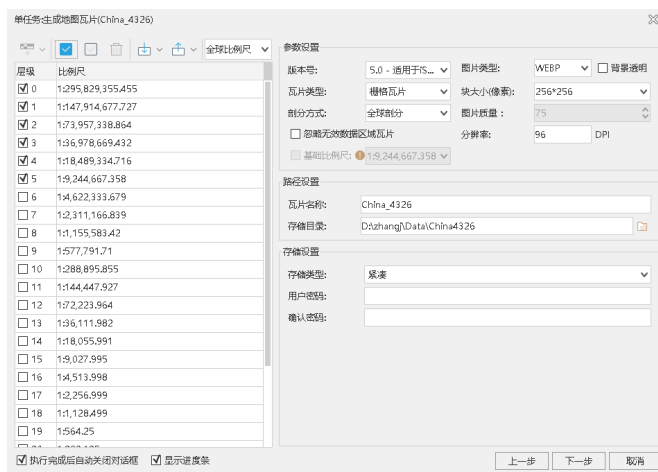 单任务:生成地图瓦片(China_4326)
全球比例尺
层级 比例尺
0 1:295,829,355.455
1 1:147,914,677.727
2 1:73,957,338.864
3 1:36,978,669.432
4 1:18,489,334.716
5 1:9,244,667.358
6 1:4,622,333.679
7 1:2,311,166.839
8 1:1,155,583.42
9 1:577,791.71
10 1:288,895.855
11 1:144,447.927
12 1:72,223.964
13 1:36,111.982
14 1:18,055.991
15 1:9,027.995
16 1:4,513.998
17 1:2,256.999
18 1:1,128.499
19 1:564.25
执行完成后自动关闭对话框 显示进度条
参数设置
版本号: 5.0 - 适用于iS... 图片类型: WEBP 背景透明
瓦片类型: 栅格瓦片 块大小(像素): 256*256
剖分方式: 全球剖分 图片质量: 75
忽略无效数据区域瓦片 分辨率: 96 DPI
基础比例尺: 1:9,244,667.358
路径设置
瓦片名称: China_4326
存储目录: D:\zhangj\Data\China4326
存储设置
存储类型: 紧凑
用户密码:
确认密码:
上一步 下一步 取消